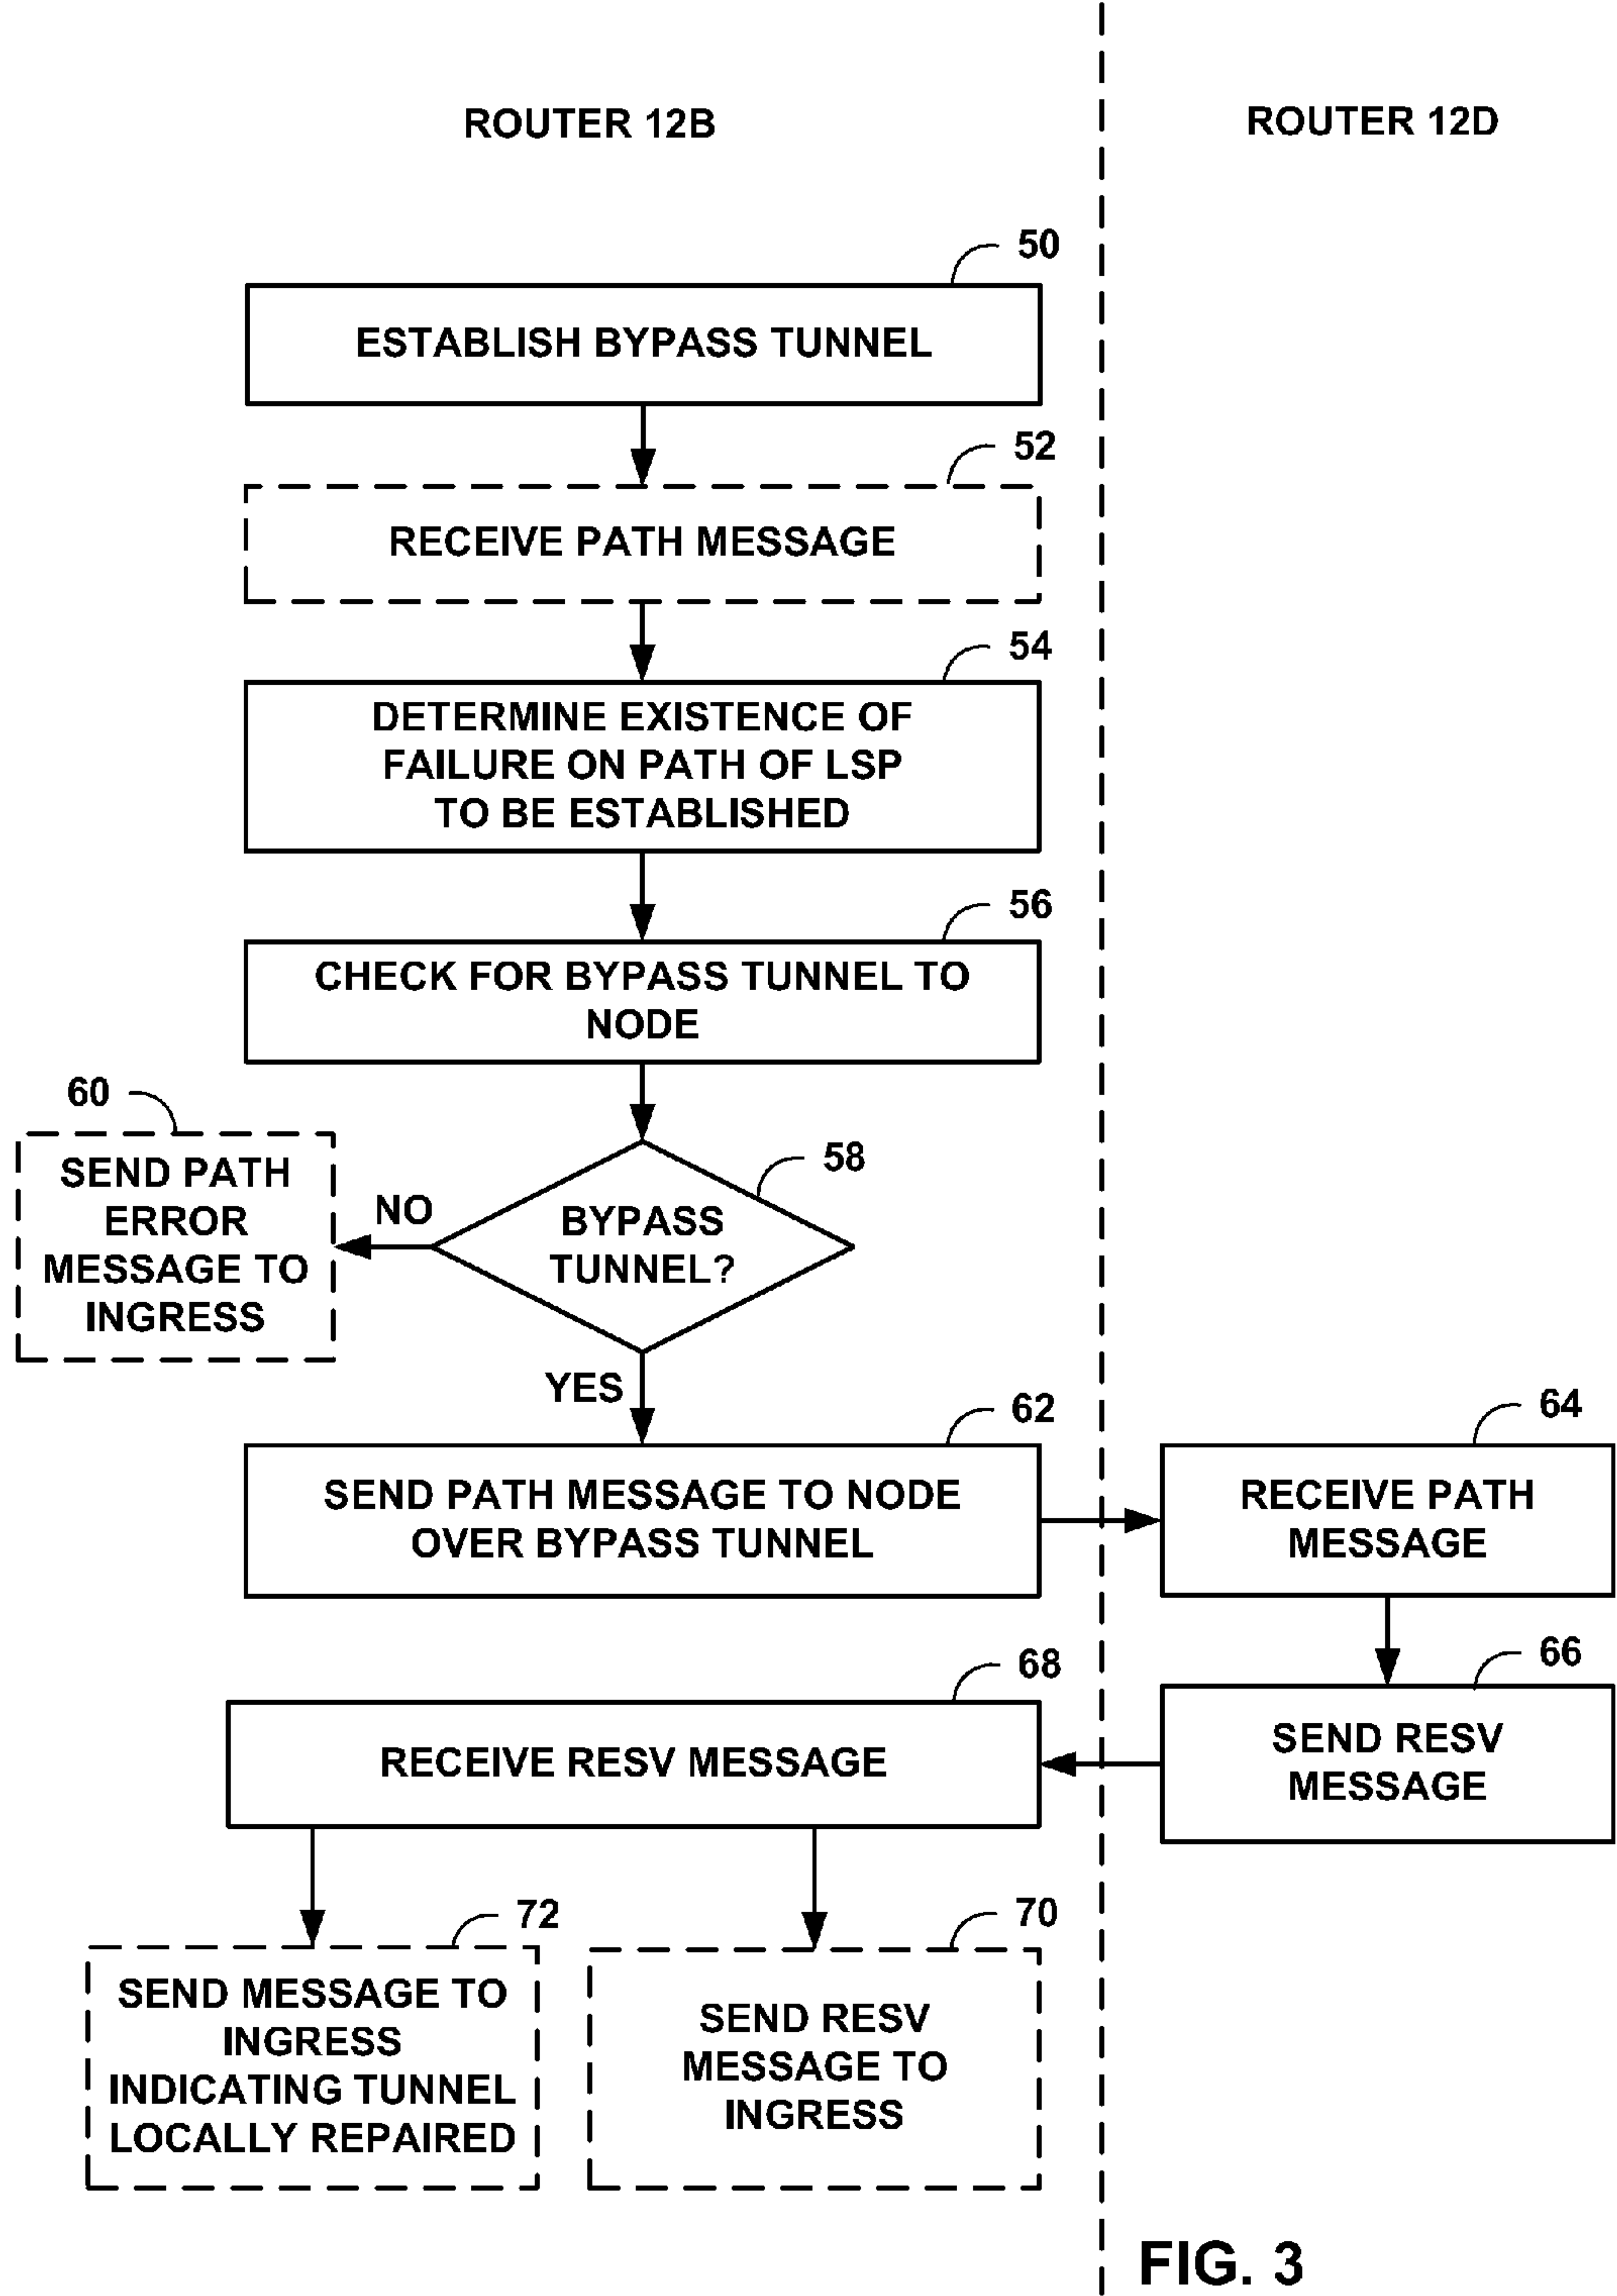 ROUTER 12B
ROUTER 12D
50
ESTABLISH BYPASS TUNNEL
52
RECEIVE PATH MESSAGE
54
DETERMINE EXISTENCE OF
FAILURE ON PATH OF LSP
TO BE ESTABLISHED
56
CHECK FOR BYPASS TUNNEL TO
NODE
60
SEND PATH
ERROR
MESSAGE TO
INGRESS
NO
58
BYPASS
TUNNEL?
YES
62
SEND PATH MESSAGE TO NODE
OVER BYPASS TUNNEL
64
RECEIVE PATH
MESSAGE
66
SEND RESV
MESSAGE
68
RECEIVE RESV MESSAGE
72
SEND MESSAGE TO
INGRESS
INDICATING TUNNEL
LOCALLY REPAIRED
70
SEND RESV
MESSAGE TO
INGRESS
FIG. 3